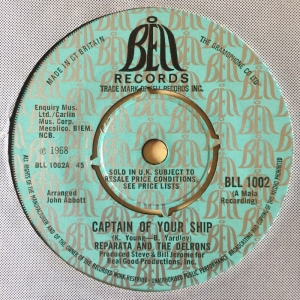 MADE IN GT BRITAIN
THE GRAMOPHONE CO LTD
BELL
RECORDS
TRADE MARK OF BELL RECORDS INC.
Enquiry Mus.
Ltd./Carlin
Mus. Corp.
Mecolico. BIEM.
NCB.
℗ 1968
BLL 1002A 45
Arranged
John Abbott
SOLD IN U.K. SUBJECT TO
RESALE PRICE CONDITIONS,
SEE PRICE LISTS
BLL 1002
(A Mala
Recording)
CAPTAIN OF YOUR SHIP
(K. Young—B. Yardley)
REPARATA AND THE DELRONS
Produced Steve & Bill Jerome for
Real Good Productions, Inc.